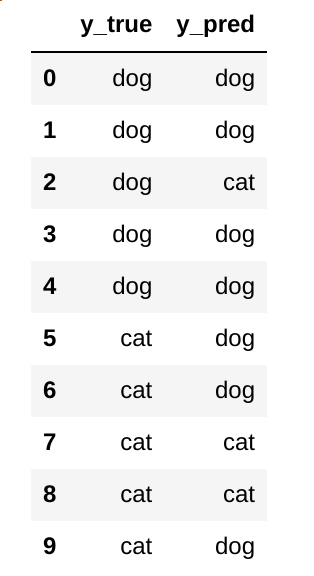 y_true y_pred
0 dog dog
1 dog dog
2 dog cat
3 dog dog
4 dog dog
5 cat dog
6 cat dog
7 cat cat
8 cat cat
9 cat dog